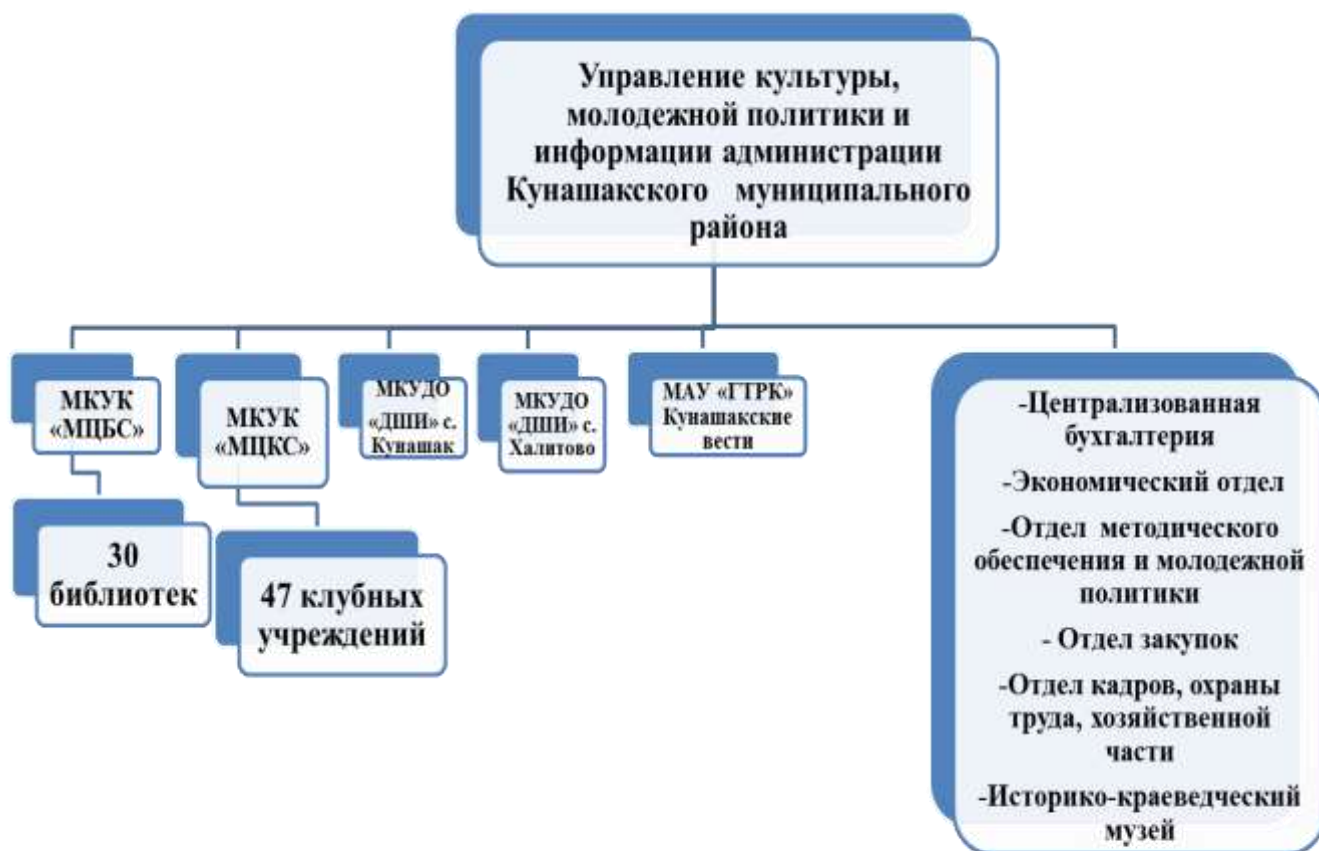 Управление культуры,
молодежной политики и
информации администрации
Кунашакского муниципального
района
МКУК
«МЦБС»
МКУК
«МЦКС»
МКУДО
«ДШИ» с.
Кунашак
МКУДО
«ДШИ» с.
Халитово
МАУ «ГТРК»
Кунашакские
вести
30
библиотек
47 клубных
учреждений
-Централизованная
бухгалтерия
-Экономический отдел
-Отдел методического
обеспечения и молодежной
политики
- Отдел закупок
-Отдел кадров, охраны
труда, хозяйственной
части
-Историко-краеведческий
музей